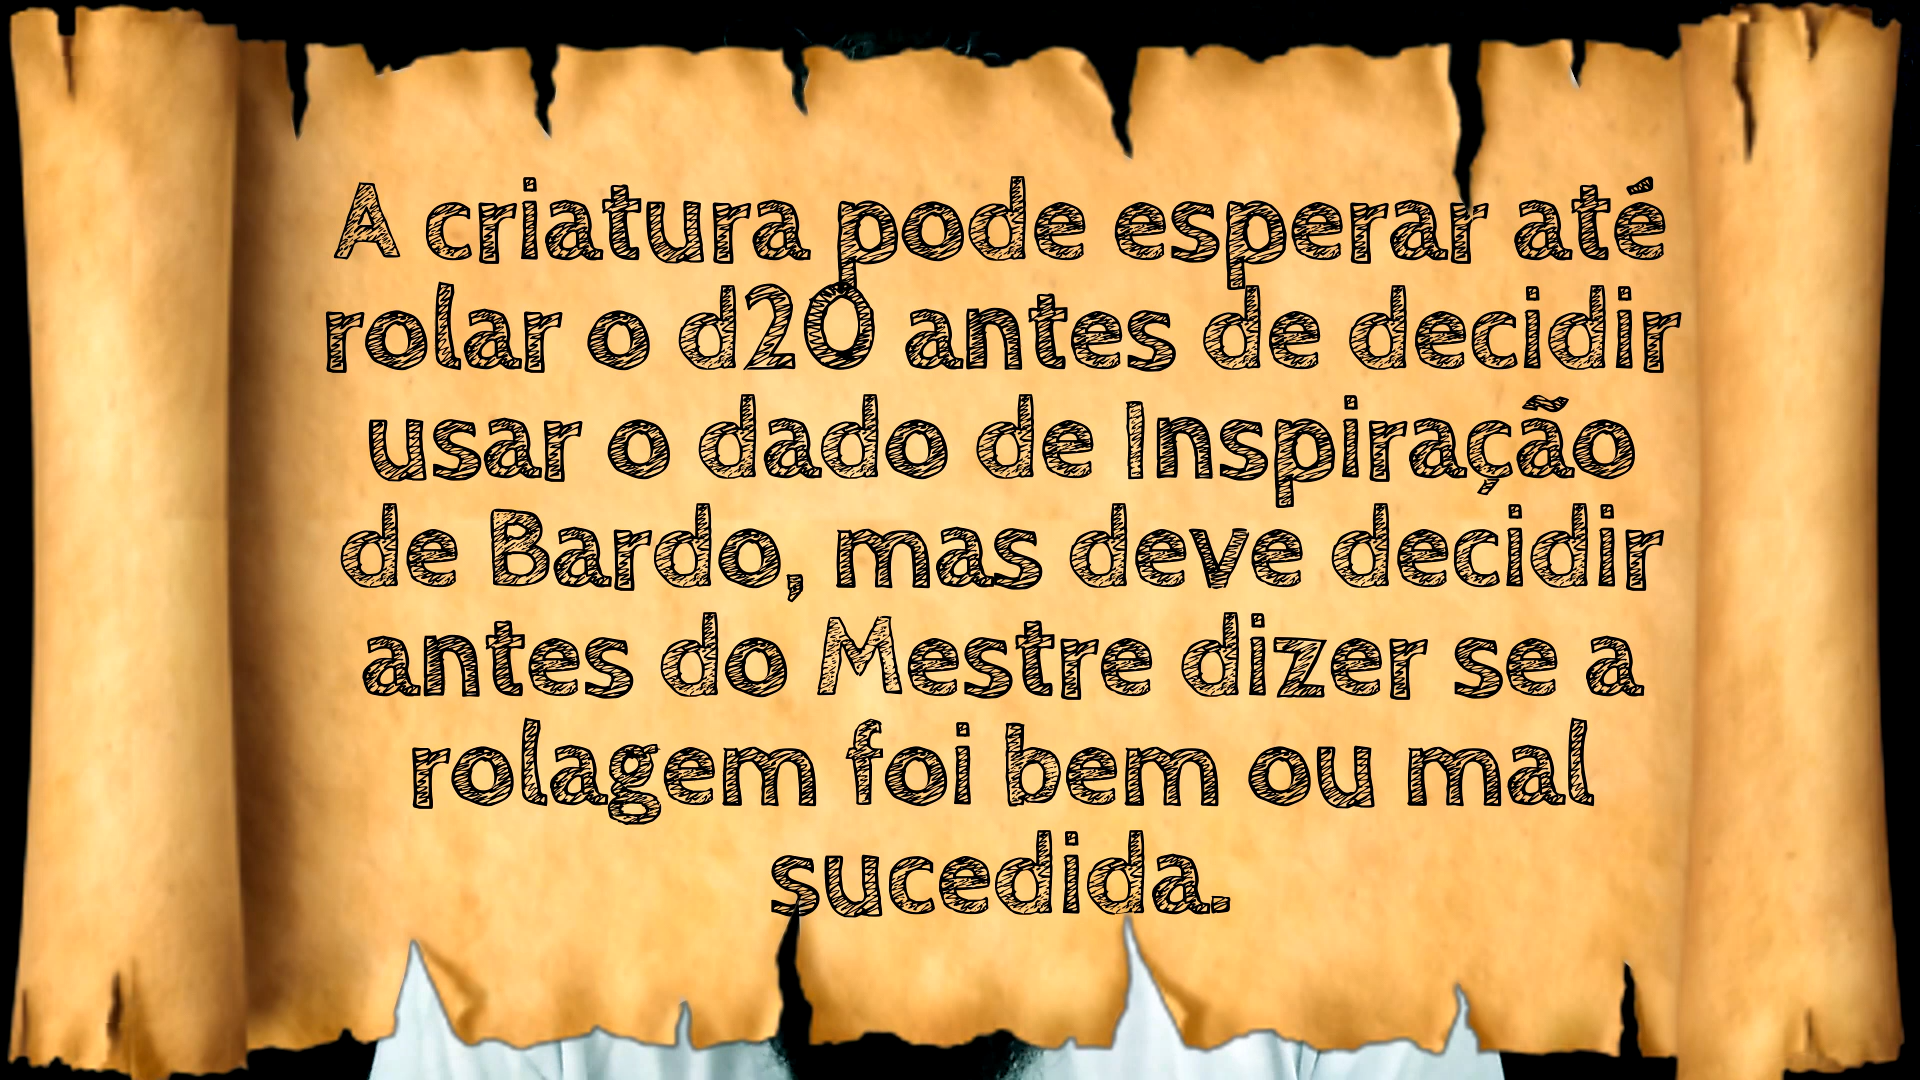 A criatura pode esperar até
rolar o d20 antes de decidir
usar o dado de Inspiração
de Bardo, mas deve decidir
antes do Mestre dizer se a
rolagem foi bem ou mal
sucedida.